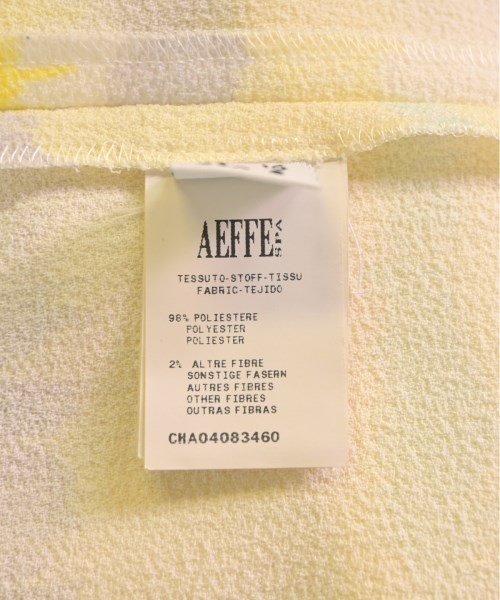 AEFFE SPA
TESSUTO-STOFF-TISSU
FABRIC-TEJIDO
98% POLIESTERE
POLYESTER
POLIESTER
2% ALTRE FIBRE
SONSTIGE FASERN
AUTRES FIBRES
OTHER FIBRES
OUTRAS FIBRAS
CHA04083460